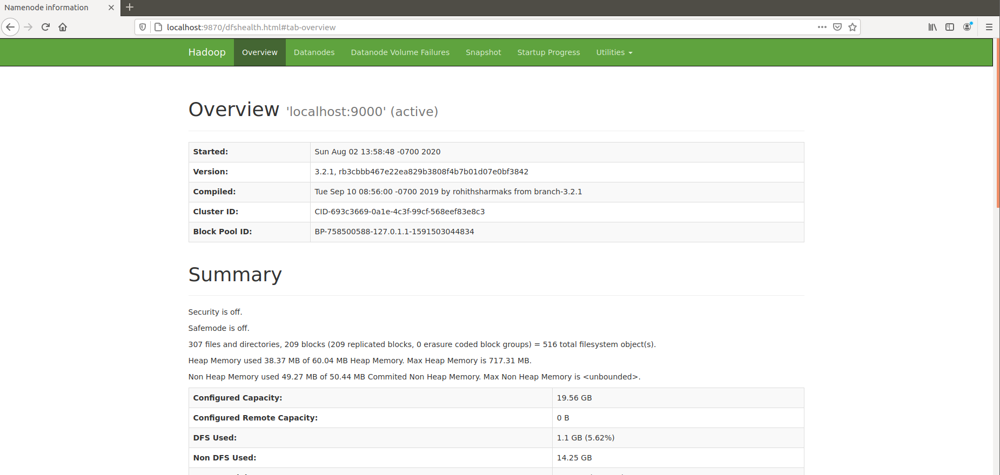 Namenode information
localhost:9870/dfshealth.html#tab-overview
Hadoop Overview Datanodes Datanode Volume Failures Snapshot Startup Progress Utilities
Overview 'localhost:9000' (active)
Started: Sun Aug 02 13:58:48 -0700 2020
Version: 3.2.1, rb3cbbb467e22ea829b3808f4b7b01d07e0bf3842
Compiled: Tue Sep 10 08:56:00 -0700 2019 by rohithsharmaks from branch-3.2.1
Cluster ID: CID-693c3669-0a1e-4c3f-99cf-568eef83e8c3
Block Pool ID: BP-758500588-127.0.1.1-1591503044834
Summary
Security is off.
Safemode is off.
307 files and directories, 209 blocks (209 replicated blocks, 0 erasure coded block groups) = 516 total filesystem object(s).
Heap Memory used 38.37 MB of 60.04 MB Heap Memory. Max Heap Memory is 717.31 MB.
Non Heap Memory used 49.27 MB of 50.44 MB Commited Non Heap Memory. Max Non Heap Memory is <unbounded>.
Configured Capacity: 19.56 GB
Configured Remote Capacity: 0 B
DFS Used: 1.1 GB (5.62%)
Non DFS Used: 14.25 GB